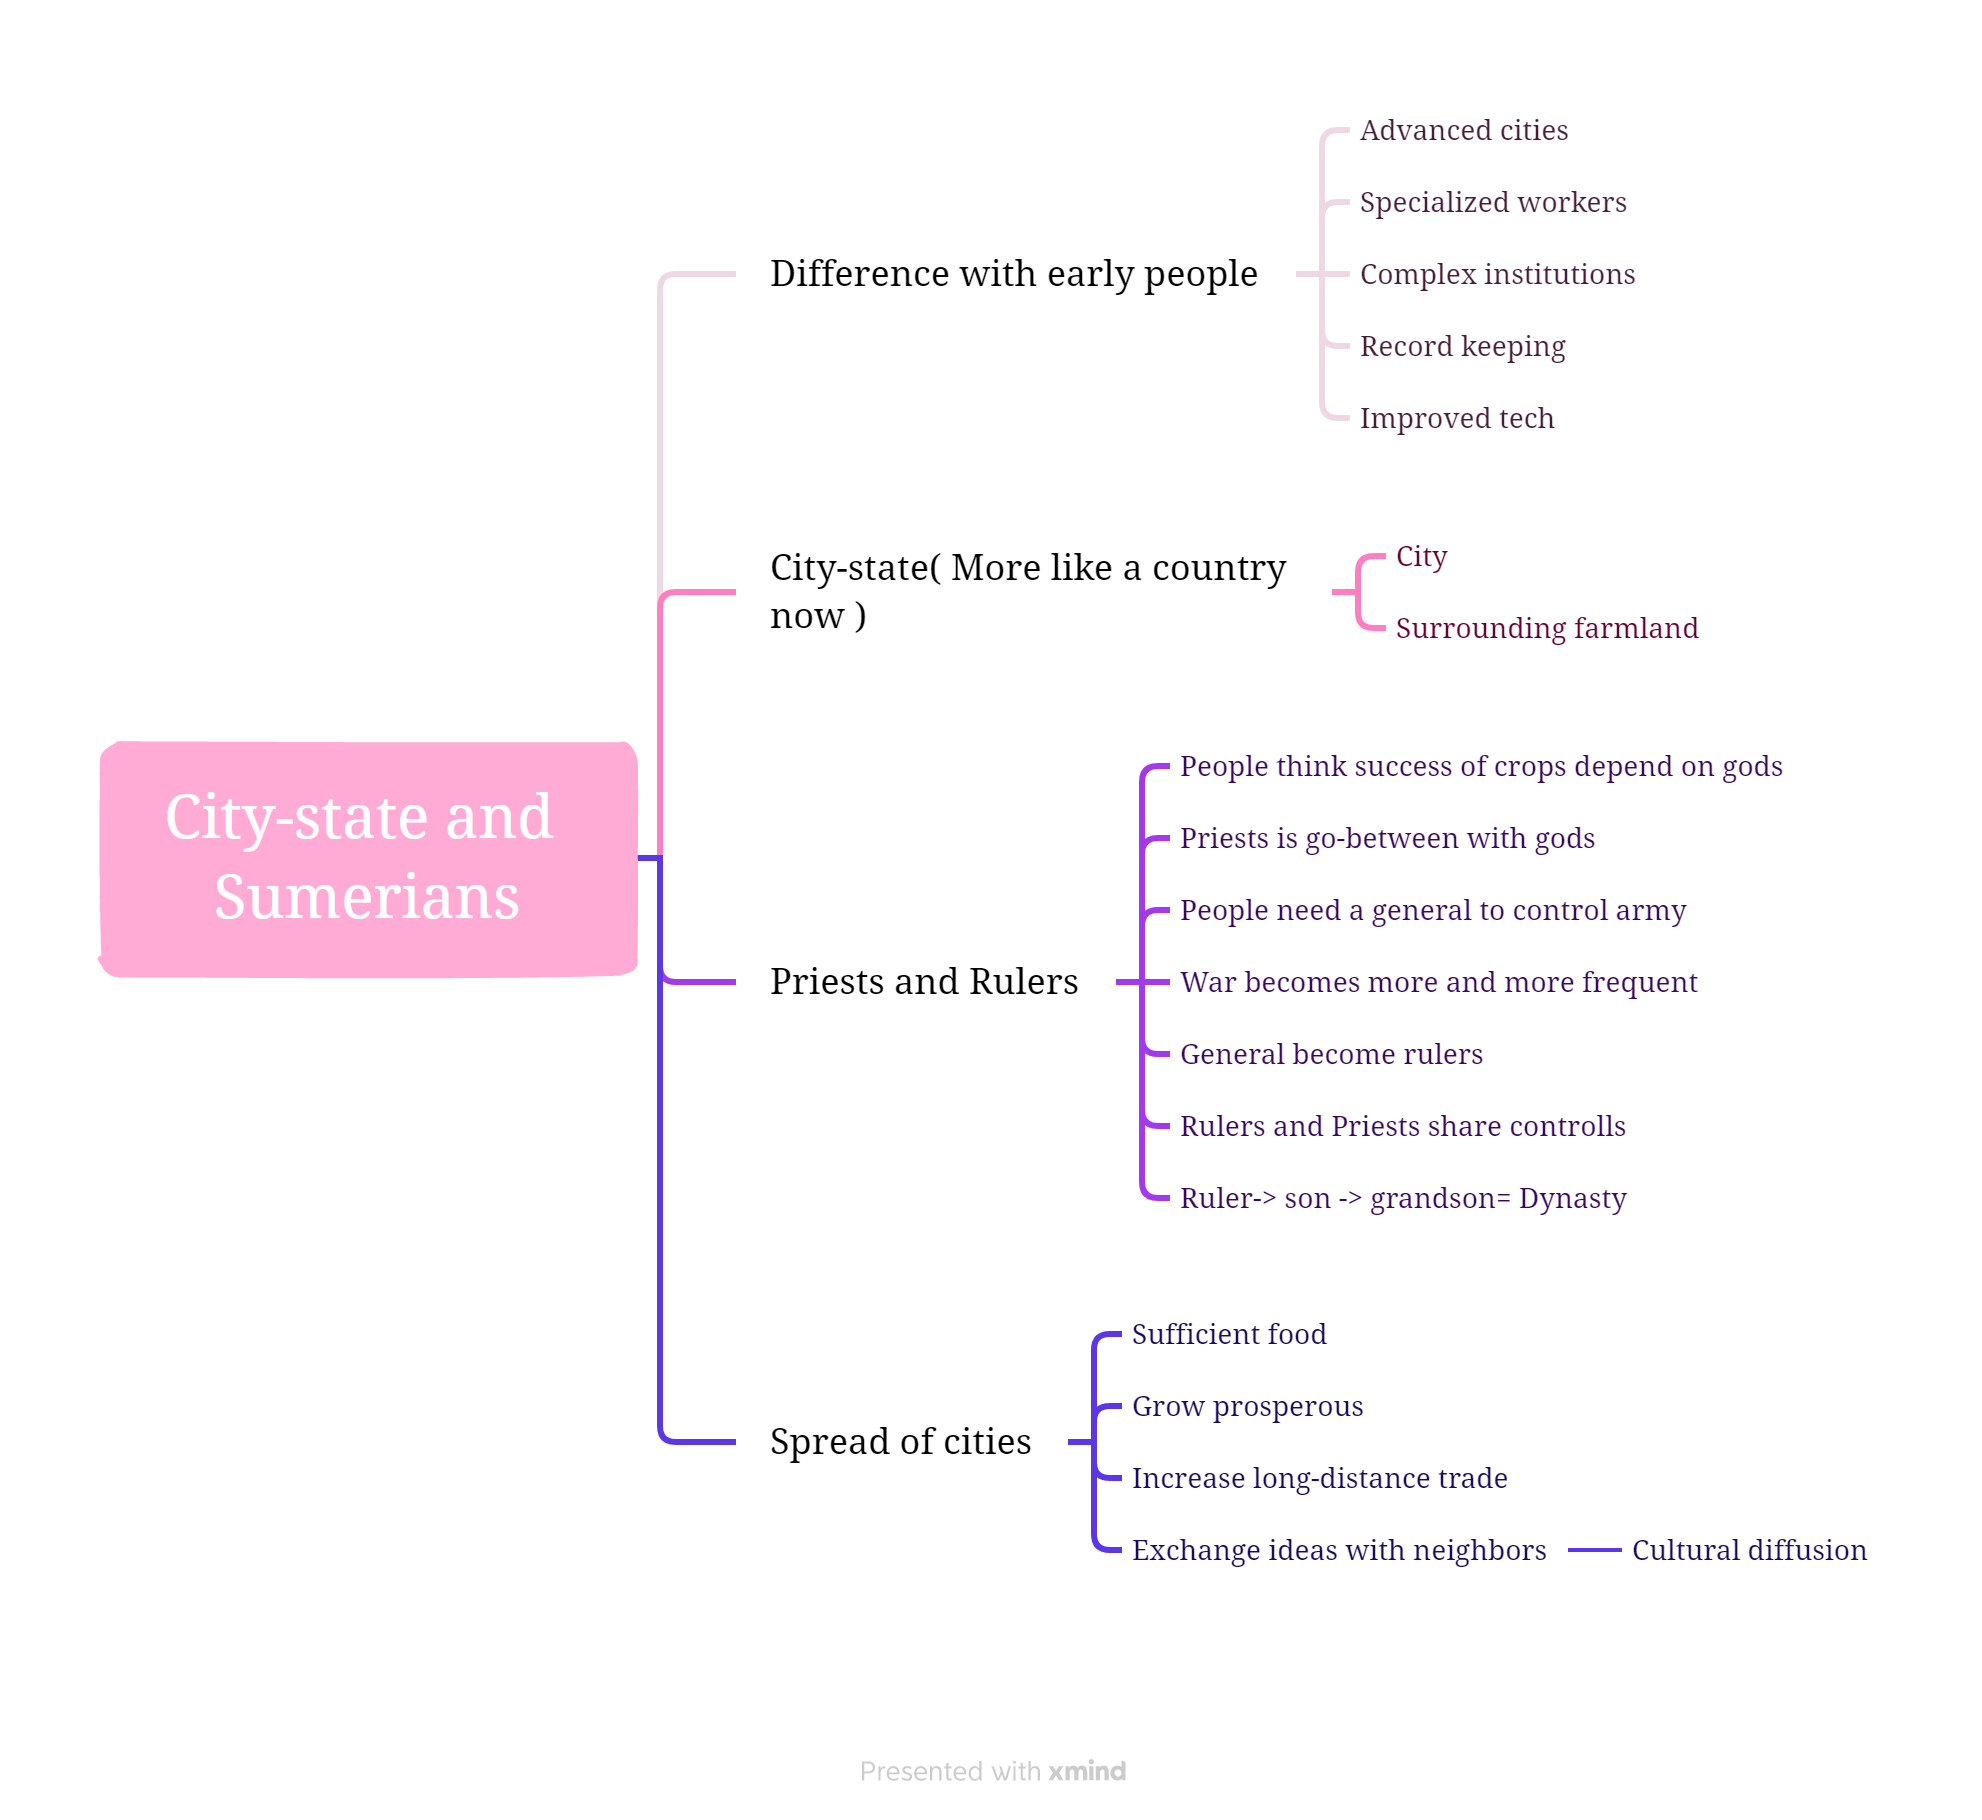 City-state and
Sumerians
Difference with early people
Advanced cities
Specialized workers
Complex institutions
Record keeping
Improved tech
City-state( More like a country
now )
City
Surrounding farmland
Priests and Rulers
People think success of crops depend on gods
Priests is go-between with gods
People need a general to control army
War becomes more and more frequent
General become rulers
Rulers and Priests share controlls
Ruler-> son -> grandson= Dynasty
Spread of cities
Sufficient food
Grow prosperous
Increase long-distance trade
Exchange ideas with neighbors
Cultural diffusion
Presented with xmind